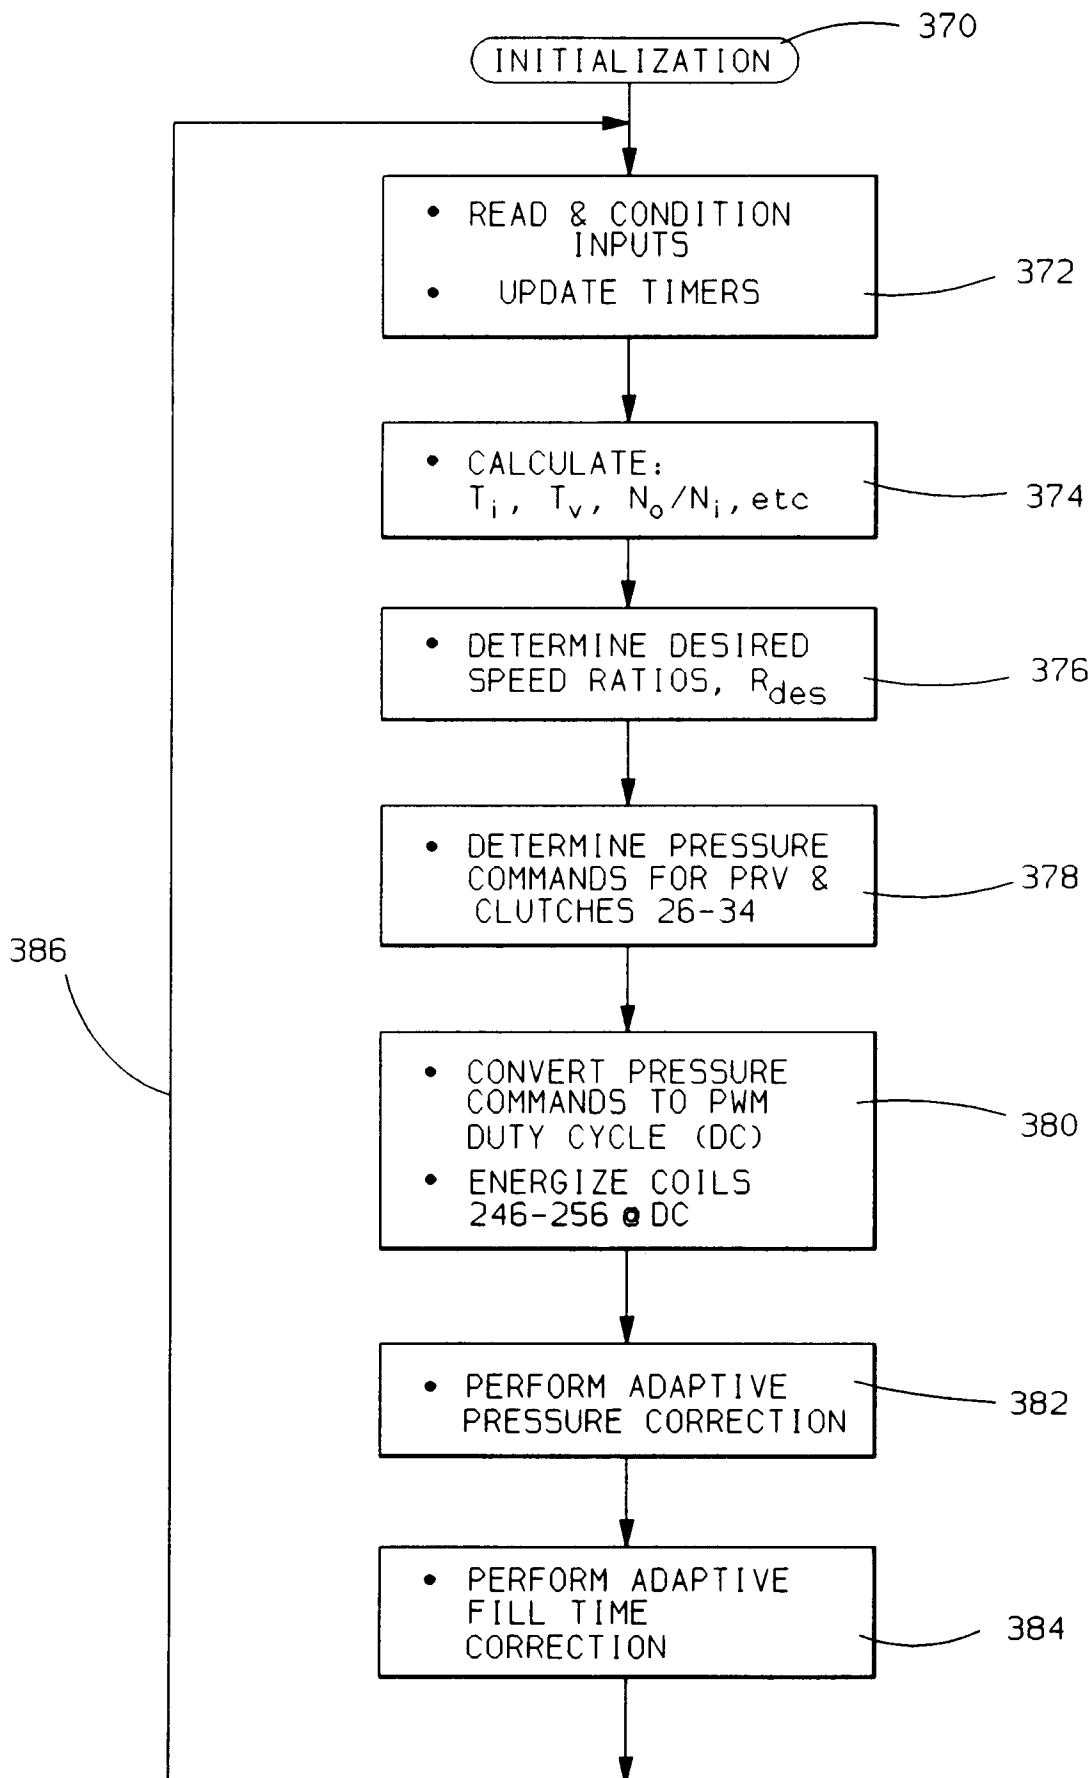 370
INITIALIZATION
• READ & CONDITION
INPUTS
• UPDATE TIMERS
372
• CALCULATE:
Ti, Tv, No/Ni, etc
374
• DETERMINE DESIRED
SPEED RATIOS, Rdes
376
• DETERMINE PRESSURE
COMMANDS FOR PRV &
CLUTCHES 26-34
378
386
• CONVERT PRESSURE
COMMANDS TO PWM
DUTY CYCLE (DC)
• ENERGIZE COILS
246-256 @ DC
380
• PERFORM ADAPTIVE
PRESSURE CORRECTION
382
• PERFORM ADAPTIVE
FILL TIME
CORRECTION
384